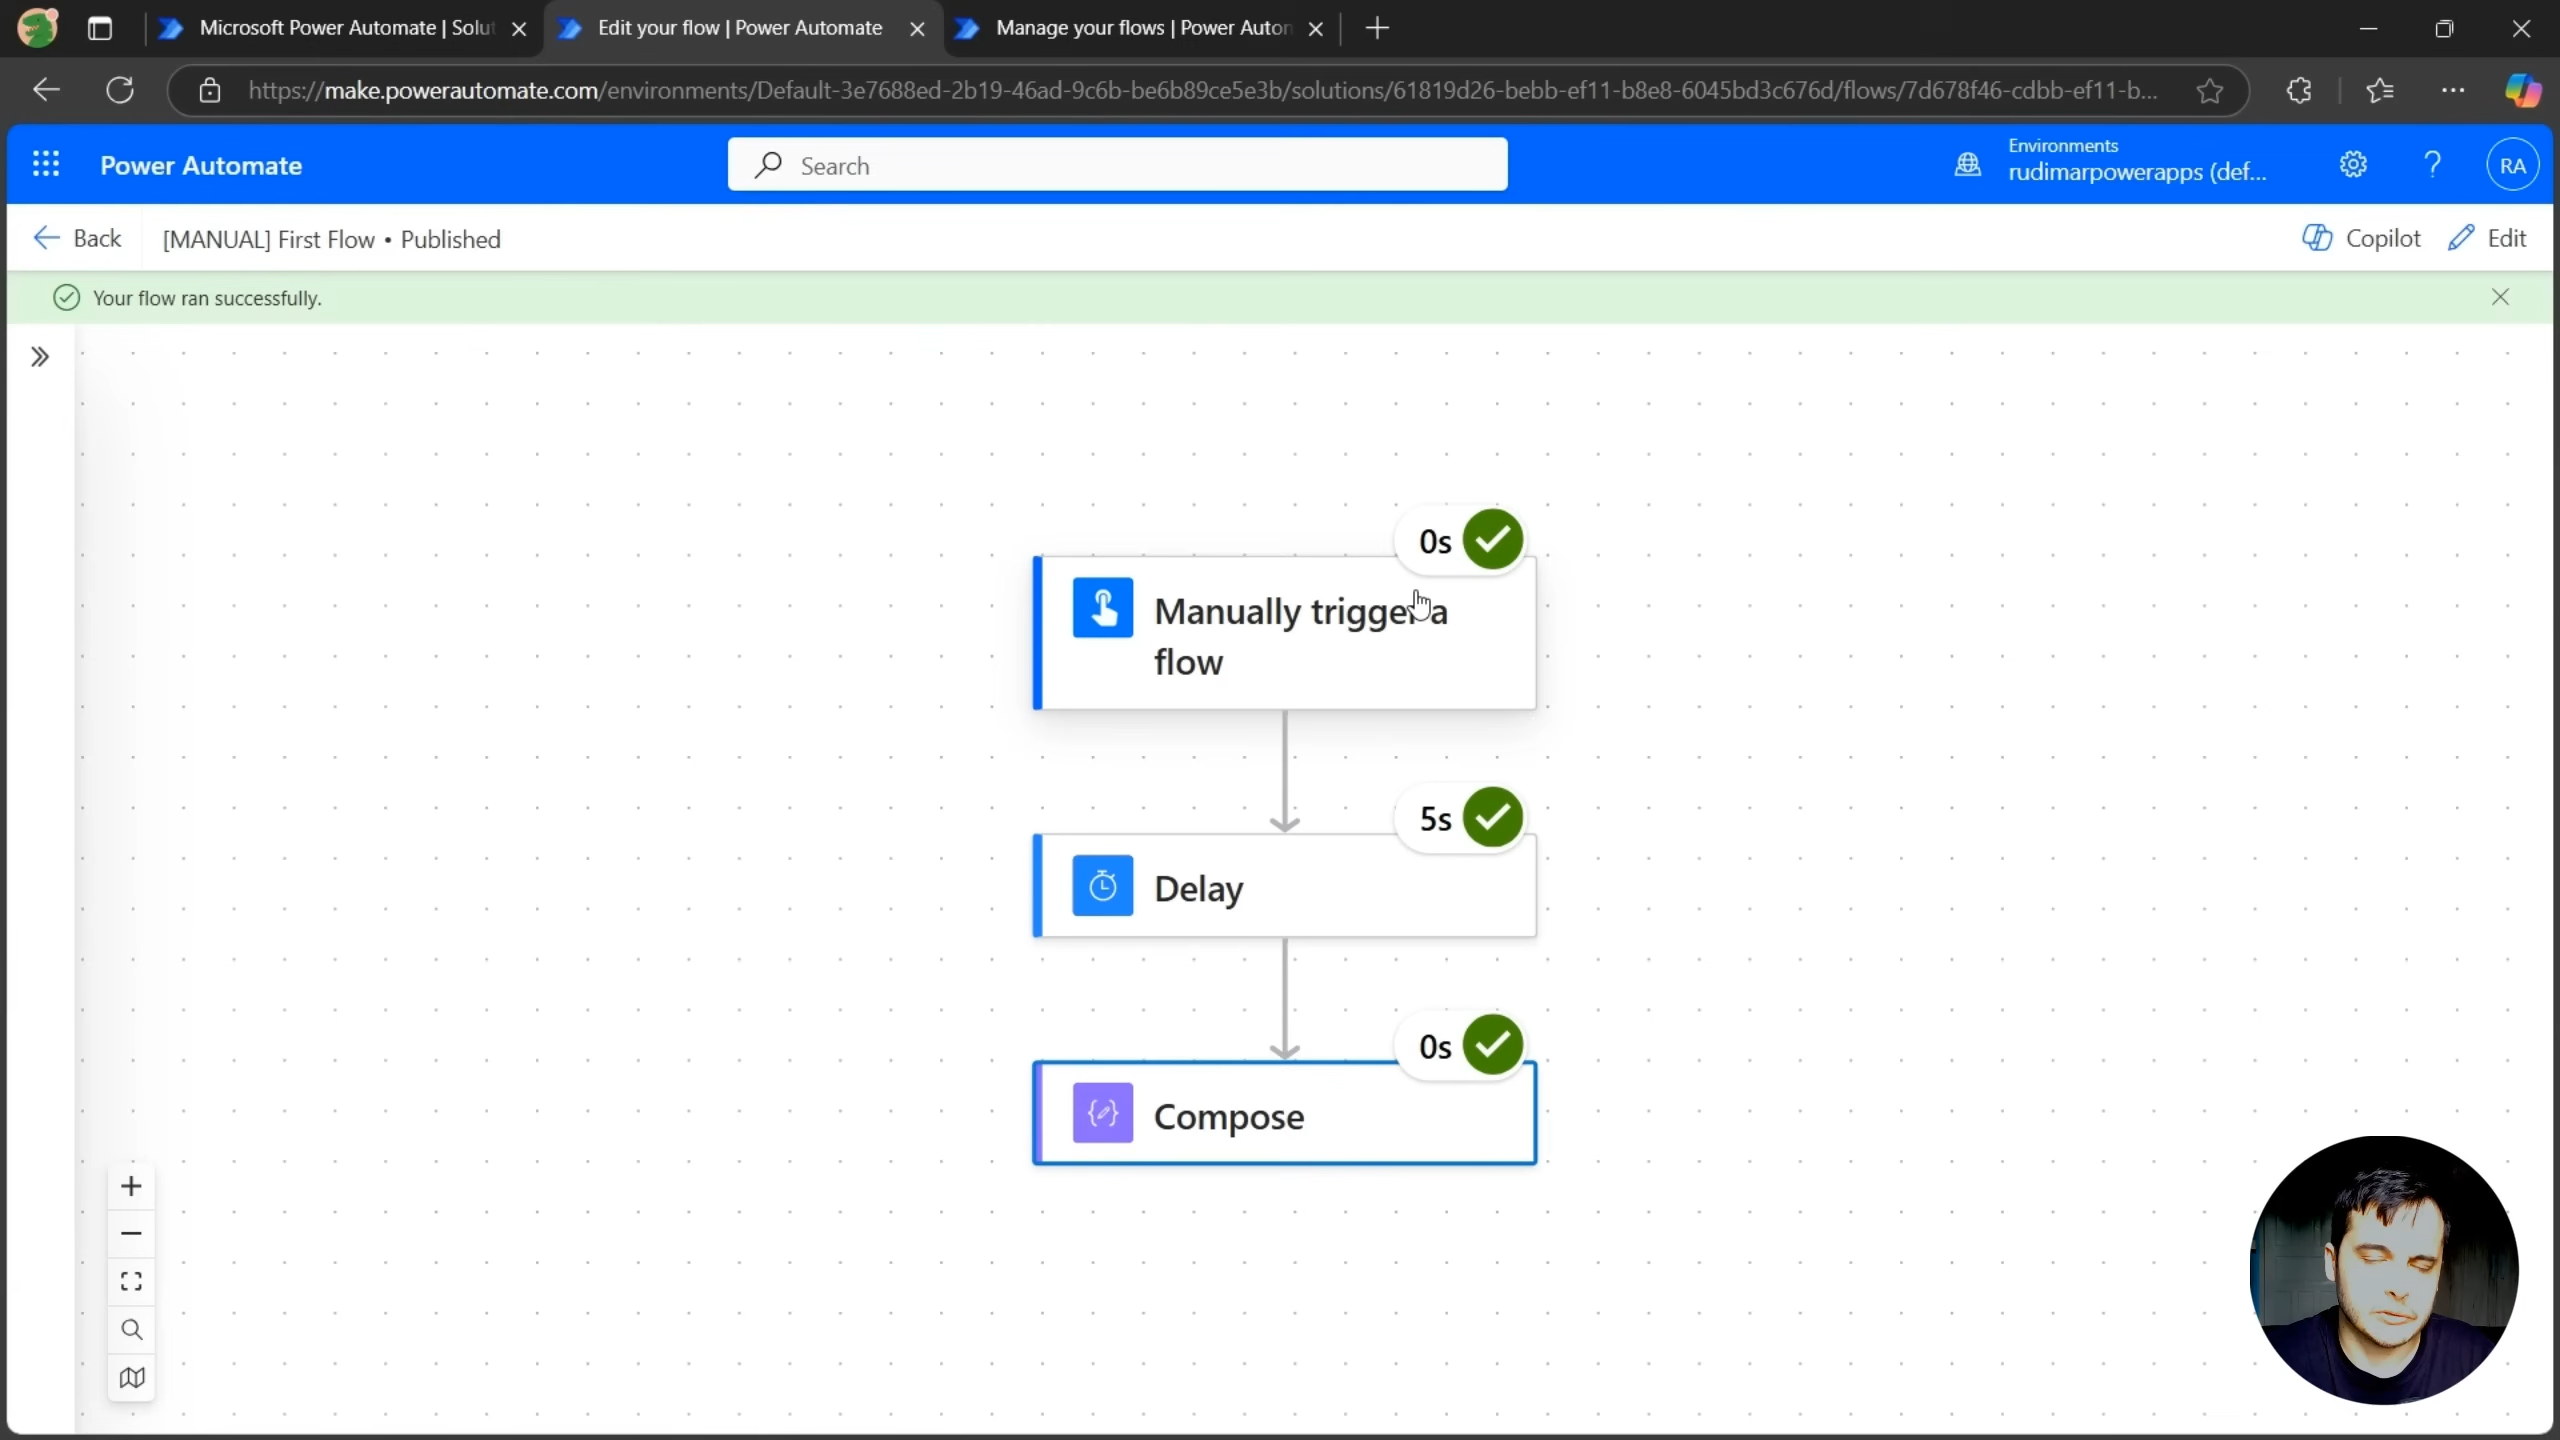 Microsoft Power Automate | Solut
Edit your flow | Power Automate
Manage your flows | Power Autom
https://make.powerautomate.com/environments/Default-3e7688ed-2b19-46ad-9c6b-be6b89ce5e3b/solutions/61819d26-bebb-ef11-b8e8-6045bd3c676d/flows/7d678f46-cdbb-ef11-b...
Power Automate
Search
Environments
rudimarpowerapps (def...
?
RA
Back
[MANUAL] First Flow • Published
Copilot
Edit
Your flow ran successfully.
0s
Manually trigger a
flow
5s
Delay
0s
Compose